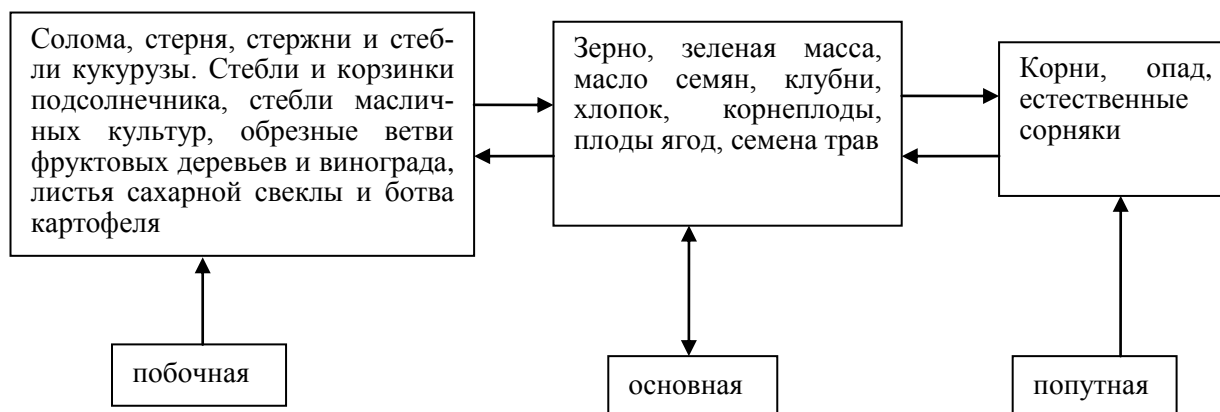 Солома, стерня, стержни и стеб-
ли кукурузы. Стебли и корзинки
подсолнечника, стебли маслич-
ных культур, обрезные ветви
фруктовых деревьев и винограда,
листья сахарной свеклы и ботва
картофеля
Зерно, зеленая масса,
масло семян, клубни,
хлопок, корнеплоды,
плоды ягод, семена трав
Корни, опад,
естественные
сорняки
побочная
основная
попутная